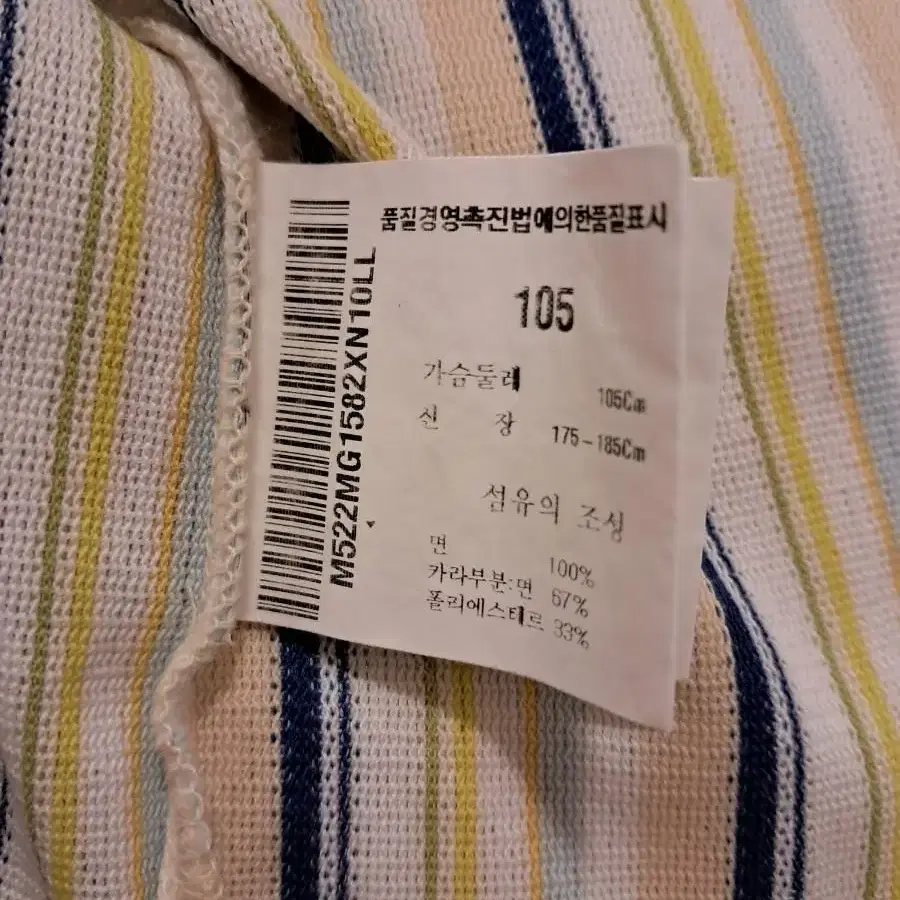 품질경영촉진법에의한품질표시
105
가슴둘레 105Cm
신 장 175-185Cm
섬유의 조성
면 100%
카라부분:면 67%
폴리에스테르 33%
M522MG1582XN10LL